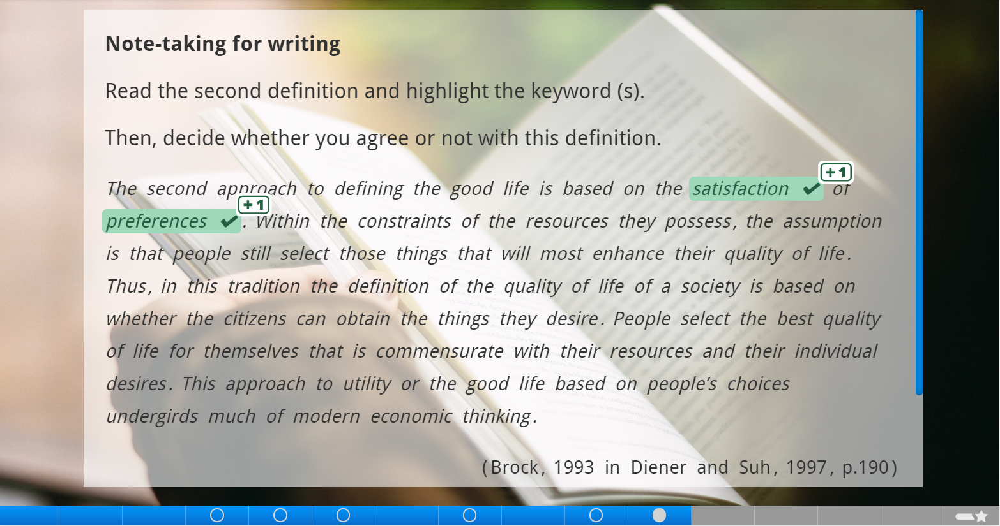 Note-taking for writing
Read the second definition and highlight the keyword (s).
Then, decide whether you agree or not with this definition.
The second approach to defining the good life is based on the satisfaction ✔ +1 of
preferences ✔ +1 . Within the constraints of the resources they possess, the assumption
is that people still select those things that will most enhance their quality of life.
Thus, in this tradition the definition of the quality of life of a society is based on
whether the citizens can obtain the things they desire. People select the best quality
of life for themselves that is commensurate with their resources and their individual
desires. This approach to utility or the good life based on people’s choices
undergirds much of modern economic thinking.
(Brock, 1993 in Diener and Suh, 1997, p.190)